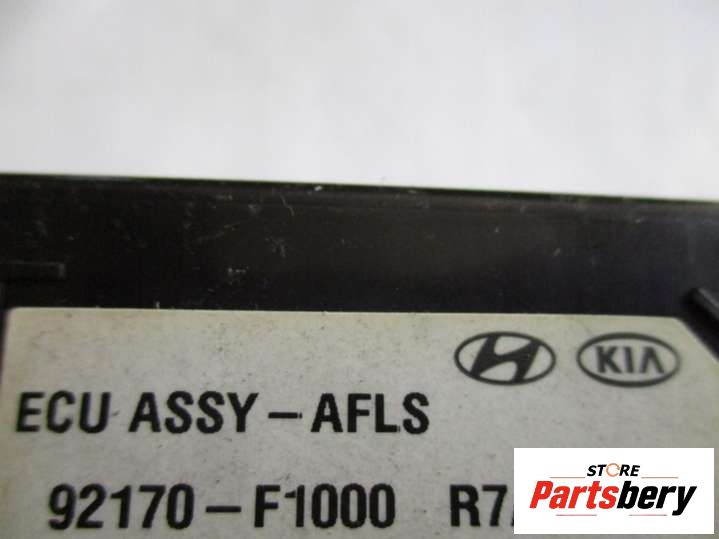 KIA
ECU ASSY-AFLS
92170-F1000
STORE
Partsbery